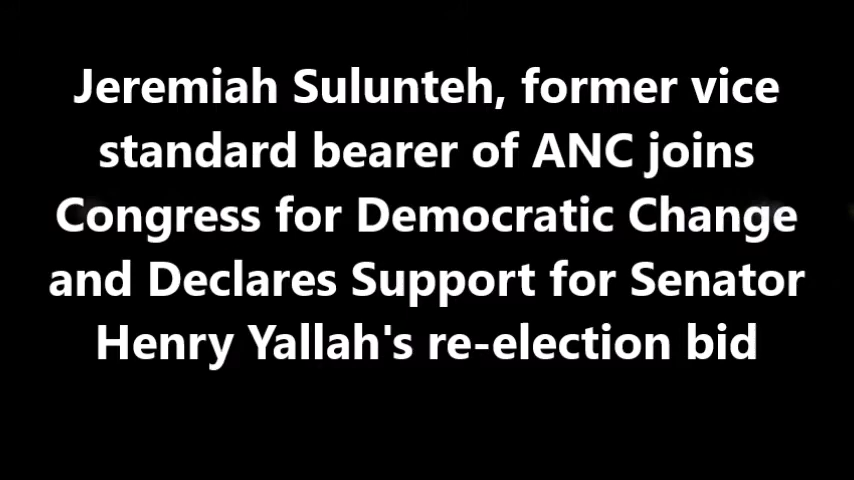 Jeremiah Sulunteh, former vice
standard bearer of ANC joins
Congress for Democratic Change
and Declares Support for Senator
Henry Yallah's re-election bid